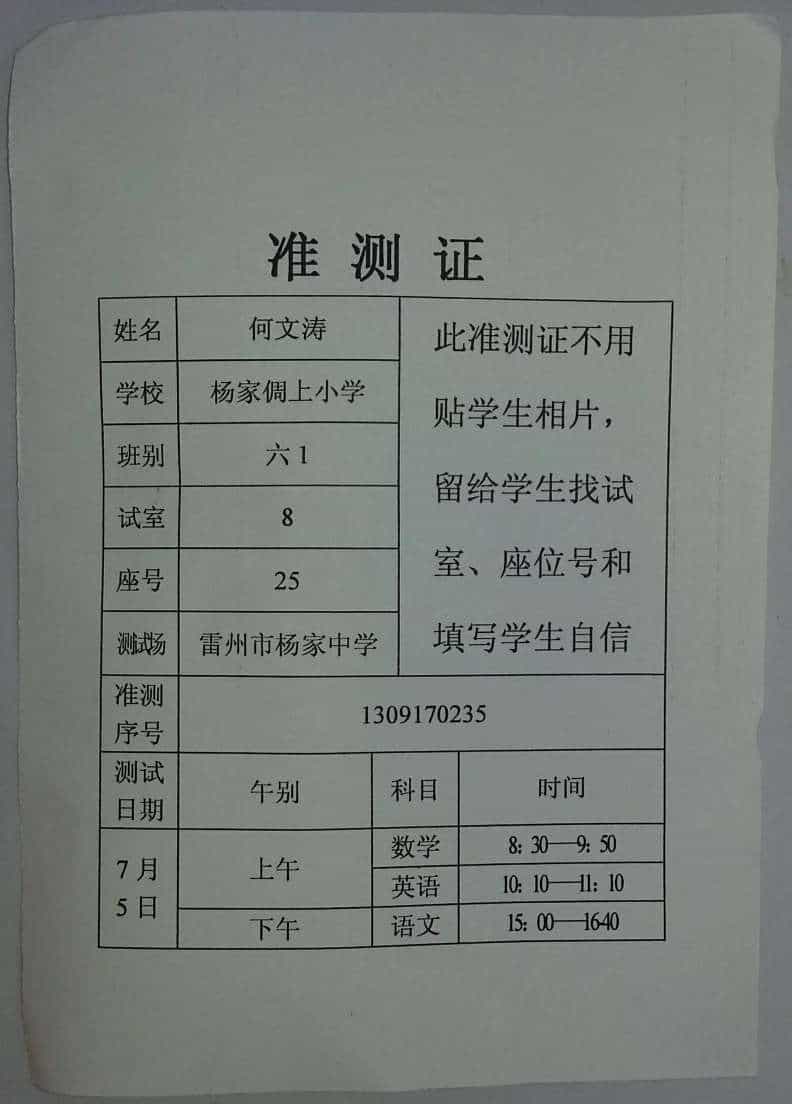 准测证
姓名 何文涛
学校 杨家倜上小学
班别 六1
试室 8
座号 25
测试场 雷州市杨家中学
此准测证不用
贴学生相片，
留给学生找试
室、座位号和
填写学生自信
准测
序号
1309170235
测试
日期
午别 科目 时间
7月
5日
上午
数学 8：30—9：50
英语 10：10—11：10
下午 语文 15：00—1640